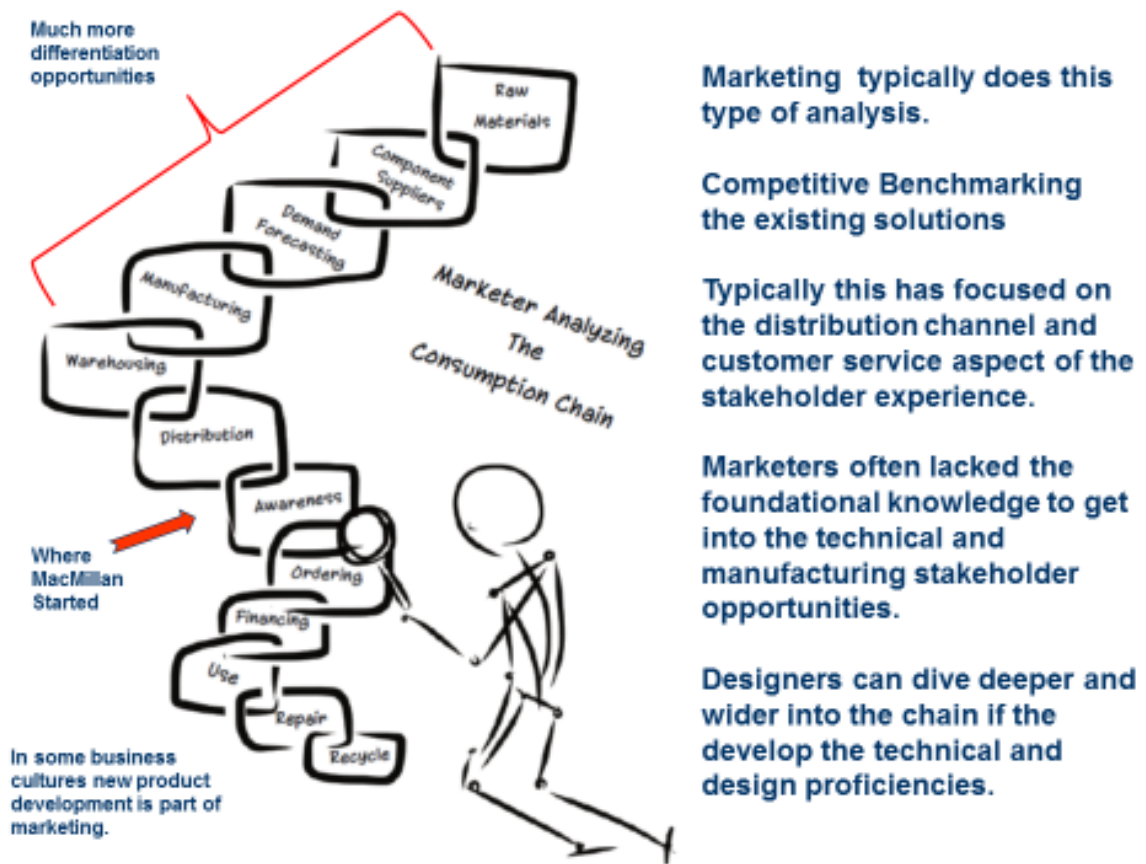 Much more
differentiation
opportunities
Raw
Materials
Component
Suppliers
Demand
Forecasting
Manufacturing
Warehousing
Distribution
Awareness
Ordering
Financing
Use
Repair
Recycle
Marketer Analyzing
The
Consumption Chain
Where
MacMillan
Started
In some business
cultures new product
development is part of
marketing.
Marketing typically does this
type of analysis.
Competitive Benchmarking
the existing solutions
Typically this has focused on
the distribution channel and
customer service aspect of the
stakeholder experience.
Marketers often lacked the
foundational knowledge to get
into the technical and
manufacturing stakeholder
opportunities.
Designers can dive deeper and
wider into the chain if the
develop the technical and
design proficiencies.